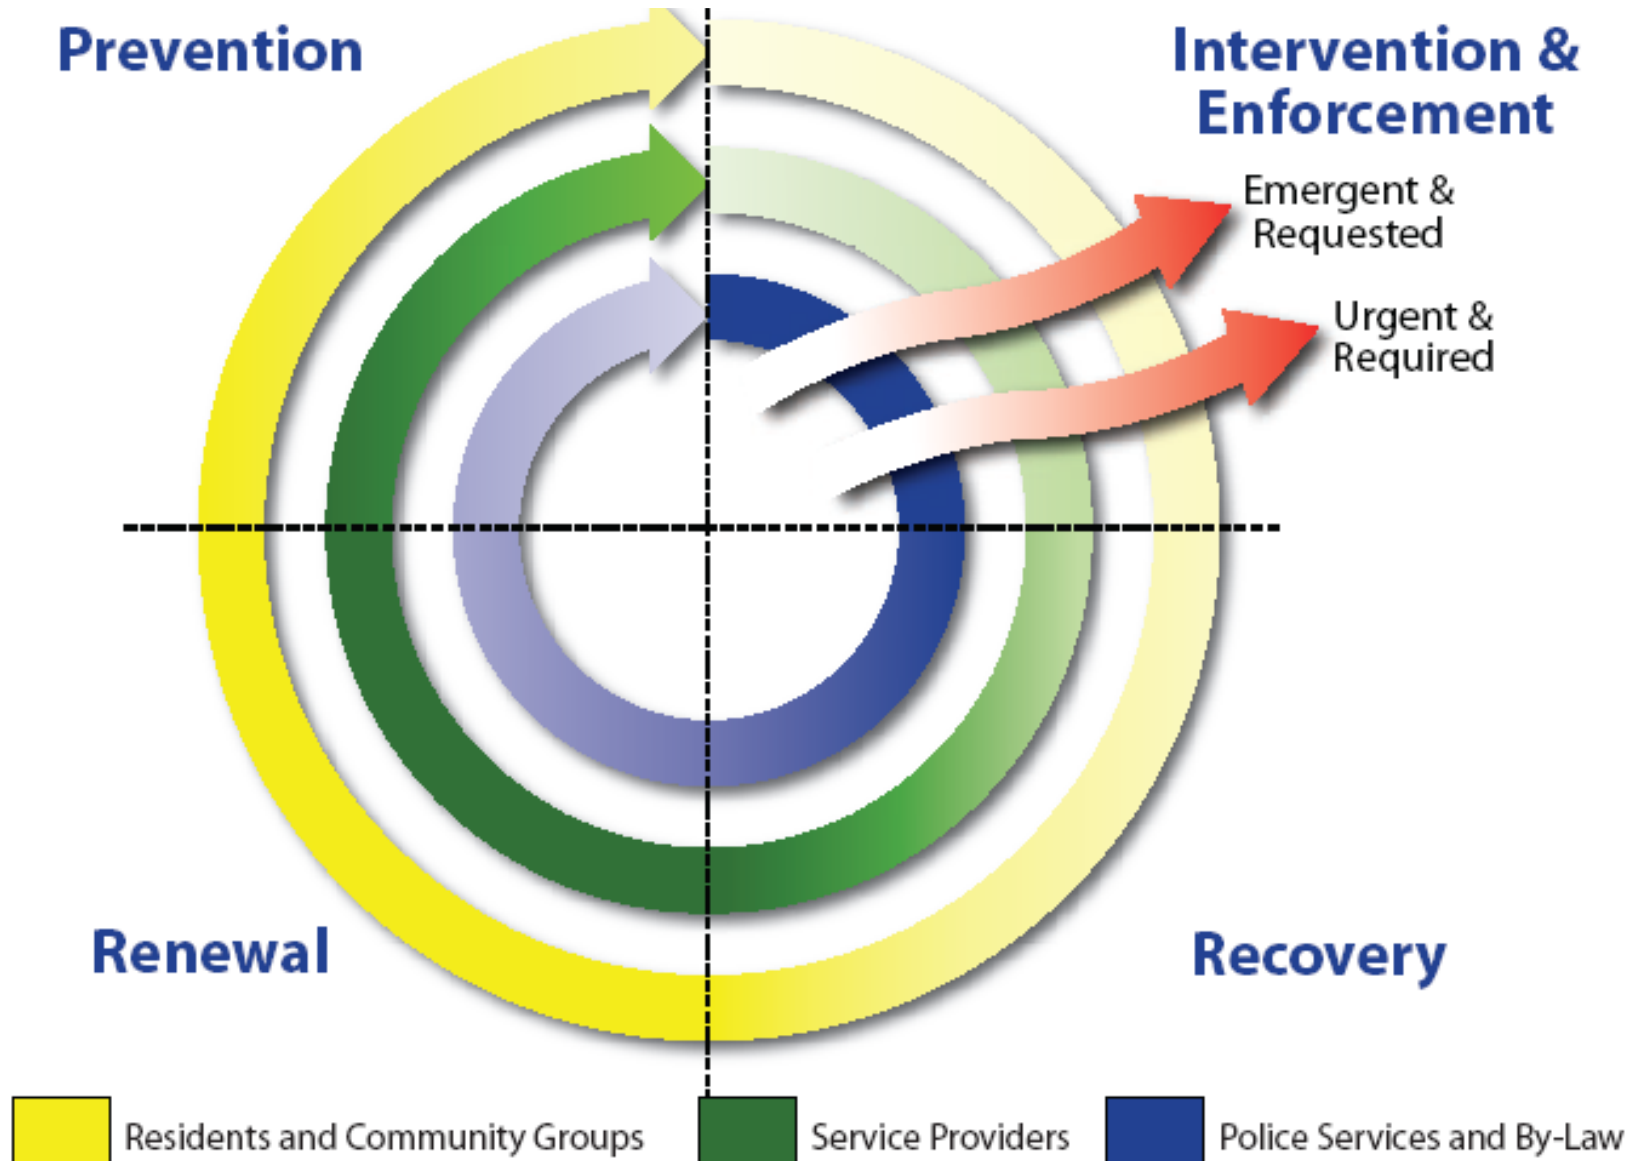 Prevention
Intervention &
Enforcement
Emergent &
Requested
Urgent &
Required
Renewal
Recovery
Residents and Community Groups
Service Providers
Police Services and By-Law